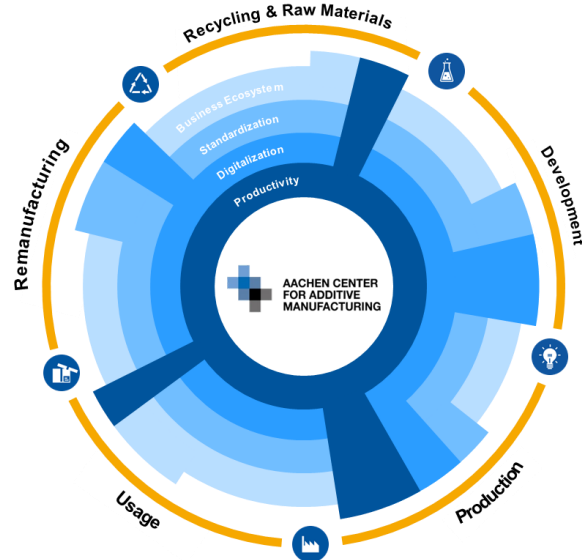 Recycling & Raw Materials
Business Ecosystem
Standardization
Digitalization
Productivity
Remanufacturing
Development
AACHEN CENTER
FOR ADDITIVE
MANUFACTURING
Usage
Production